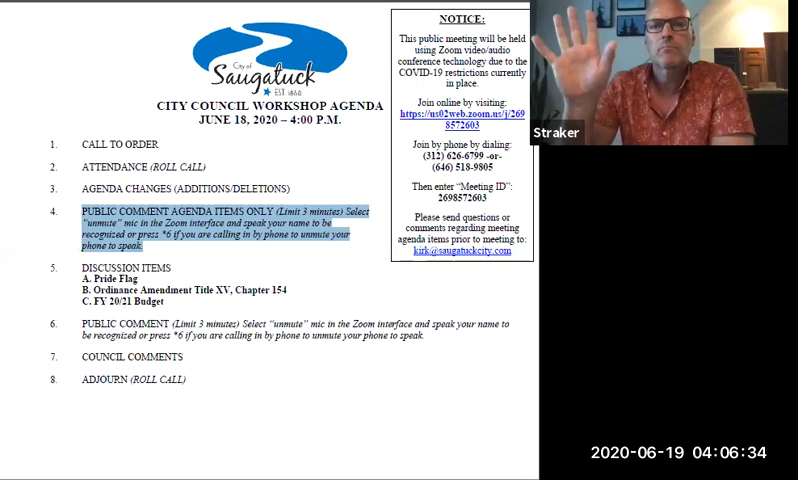 City of
Saugatuck
EST. 1868
CITY COUNCIL WORKSHOP AGENDA
JUNE 18, 2020 – 4:00 P.M.
1. CALL TO ORDER
2. ATTENDANCE (ROLL CALL)
3. AGENDA CHANGES (ADDITIONS/DELETIONS)
4. PUBLIC COMMENT AGENDA ITEMS ONLY (Limit 3 minutes) Select
"unmute" mic in the Zoom interface and speak your name to be
recognized or press *6 if you are calling in by phone to unmute your
phone to speak.
5. DISCUSSION ITEMS
A. Pride Flag
B. Ordinance Amendment Title XV, Chapter 154
C. FY 20/21 Budget
6. PUBLIC COMMENT (Limit 3 minutes) Select "unmute" mic in the Zoom interface and speak your name to
be recognized or press *6 if you are calling in by phone to unmute your phone to speak.
7. COUNCIL COMMENTS
8. ADJOURN (ROLL CALL)
NOTICE:
This public meeting will be held
using Zoom video/audio
conference technology due to the
COVID-19 restrictions currently
in place.
Join online by visiting:
https://us02web.zoom.us/j/269
8572603
Join by phone by dialing:
(312) 626-6799 -or-
(646) 518-9805
Then enter "Meeting ID":
2698572603
Please send questions or
comments regarding meeting
agenda items prior to meeting to:
kirk@saugatuckcity.com
Straker
2020-06-19 04:06:34